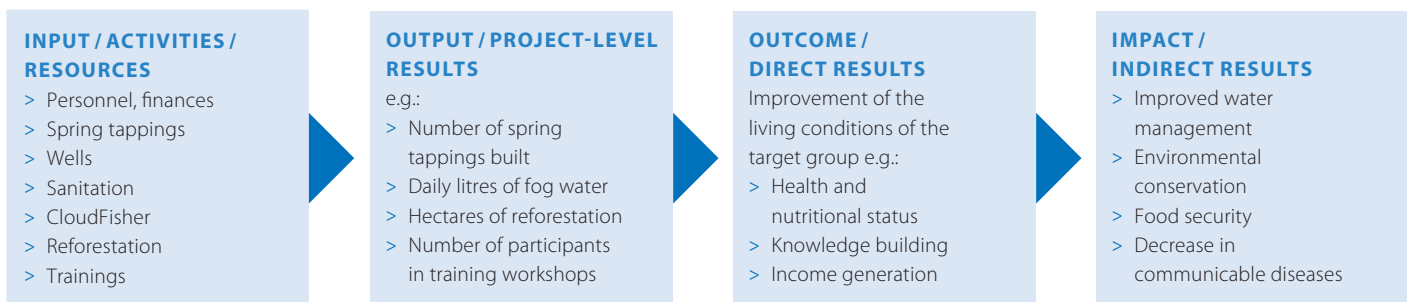 INPUT / ACTIVITIES /
RESOURCES
> Personnel, finances
> Spring tappings
> Wells
> Sanitation
> CloudFisher
> Reforestation
> Trainings
OUTPUT / PROJECT-LEVEL
RESULTS
e.g.:
> Number of spring
tappings built
> Daily litres of fog water
> Hectares of reforestation
> Number of participants
in training workshops
OUTCOME /
DIRECT RESULTS
Improvement of the
living conditions of the
target group e.g.:
> Health and
nutritional status
> Knowledge building
> Income generation
IMPACT /
INDIRECT RESULTS
> Improved water
management
> Environmental
conservation
> Food security
> Decrease in
communicable diseases